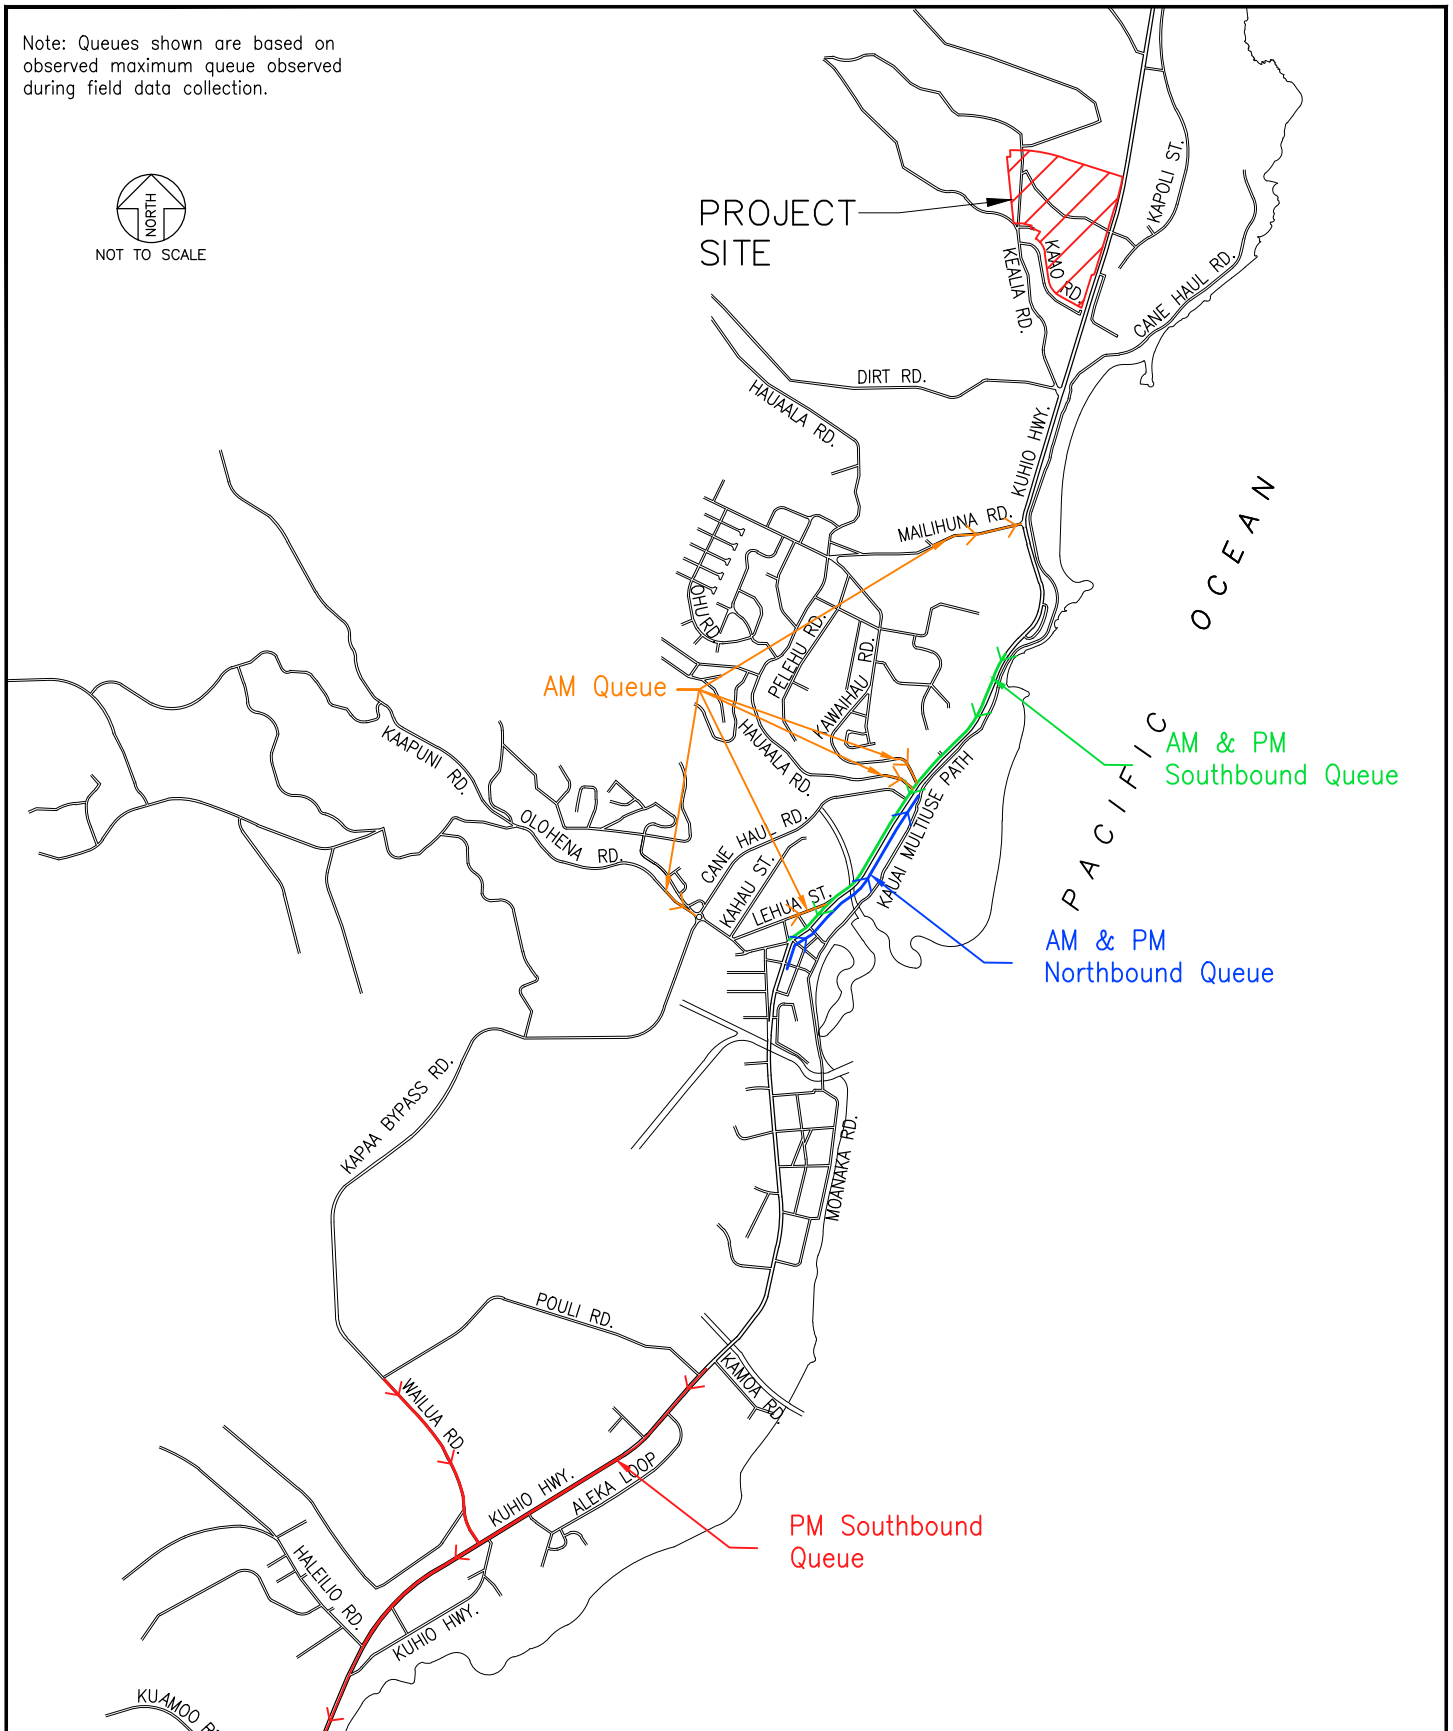 Note: Queues shown are based on
observed maximum queue observed
during field data collection.
NORTH
NOT TO SCALE
PROJECT
SITE
KAPOLI ST.
KAAO RD.
KEALIA RD.
CANE HAUL RD.
DIRT RD.
HAUAALA RD.
KUHIO HWY.
MAILIHUNA RD.
PACIFIC OCEAN
OHU RD.
PELEHU RD.
KAWAIHAU RD.
AM Queue
HAUAALA RD.
KAAPUNI RD.
AM & PM
Southbound Queue
KAUAI MULTIUSE PATH
OLOHENA RD.
CANE HAUL RD.
KAHAU ST.
LEHUA ST.
AM & PM
Northbound Queue
KAPAA BYPASS RD.
MOANAKA RD.
POULI RD.
KAMOA RD.
WAILUA RD.
KUHIO HWY.
ALEKA LOOP
PM Southbound
Queue
HALEILIO RD.
KUHIO HWY.
KUAMOO